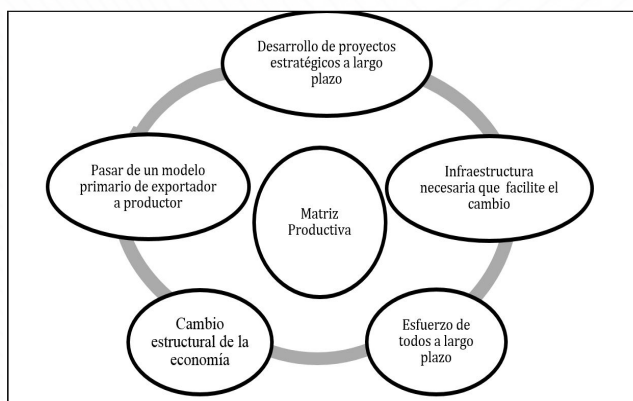 Desarrollo de proyectos
estratégicos a largo
plazo
Pasar de un modelo
primario de exportador
a productor
Matriz
Productiva
Infraestructura
necesaria que facilite el
cambio
Cambio
estructural de la
economía
Esfuerzo de
todos a largo
plazo